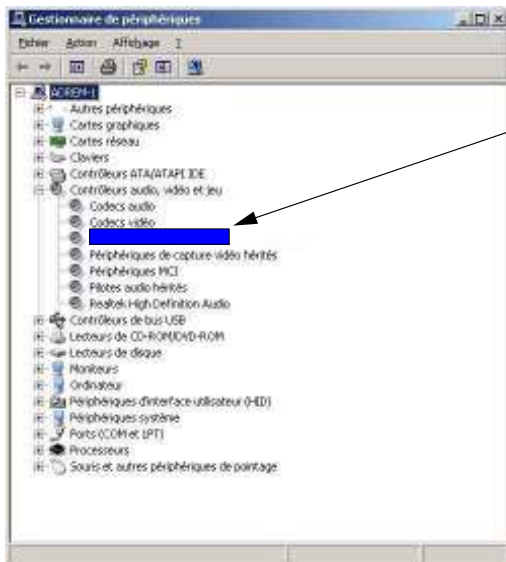 Gestionnaire de périphériques
Fichier Action Affichage ?
ADREM-1
Autres périphériques
Cartes graphiques
Cartes réseau
Claviers
Contrôleurs ATA/ATAPI IDE
Contrôleurs audio, vidéo et jeu
Codecs audio
Codecs vidéo
Périphériques de capture vidéo hérités
Périphériques MCI
Pilotes audio hérités
Realtek High Definition Audio
Contrôleurs de bus USB
Lecteurs de CD-ROM/DVD-ROM
Lecteurs de disque
Moniteurs
Ordinateur
Périphériques d'interface utilisateur (HID)
Périphériques système
Ports (COM et LPT)
Processeurs
Souris et autres périphériques de pointage